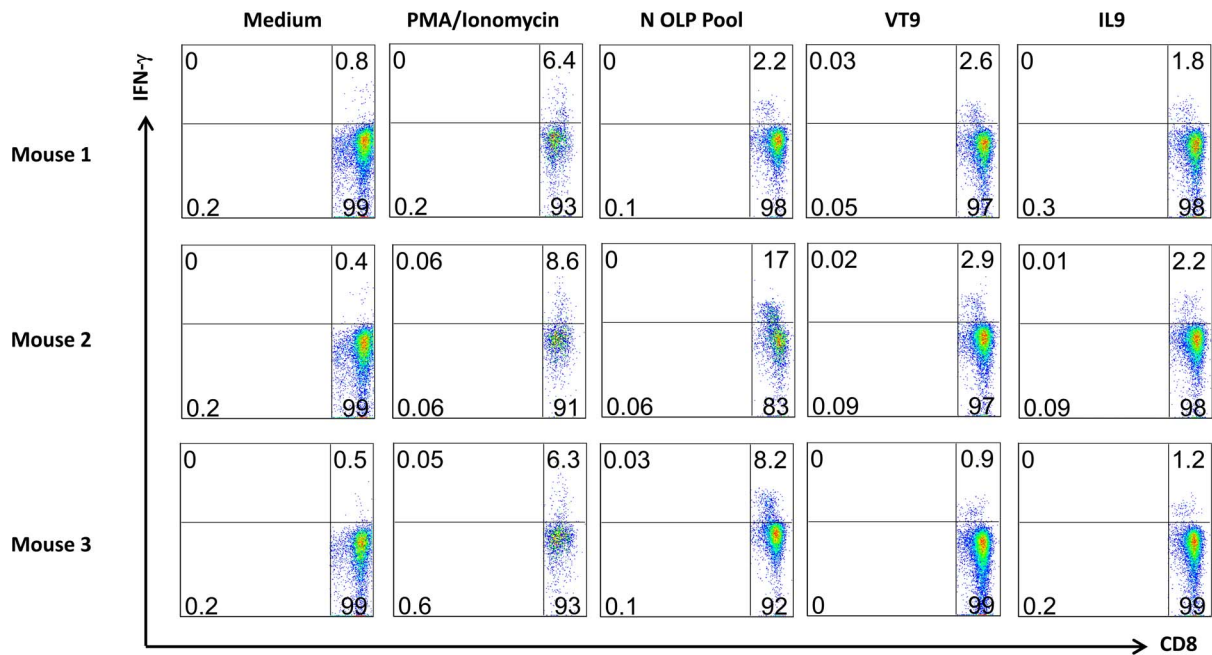 Medium PMA/Ionomycin N OLP Pool VT9 IL9
IFN-γ
Mouse 1
0 0.8 0 6.4 0 2.2 0.03 2.6 0 1.8
0.2 99 0.2 93 0.1 98 0.05 97 0.3 98
Mouse 2
0 0.4 0.06 8.6 0 17 0.02 2.9 0.01 2.2
0.2 99 0.06 91 0.06 83 0.09 97 0.09 98
Mouse 3
0 0.5 0.05 6.3 0.03 8.2 0 0.9 0 1.2
0.2 99 0.6 93 0.1 92 0 99 0.2 99
CD8